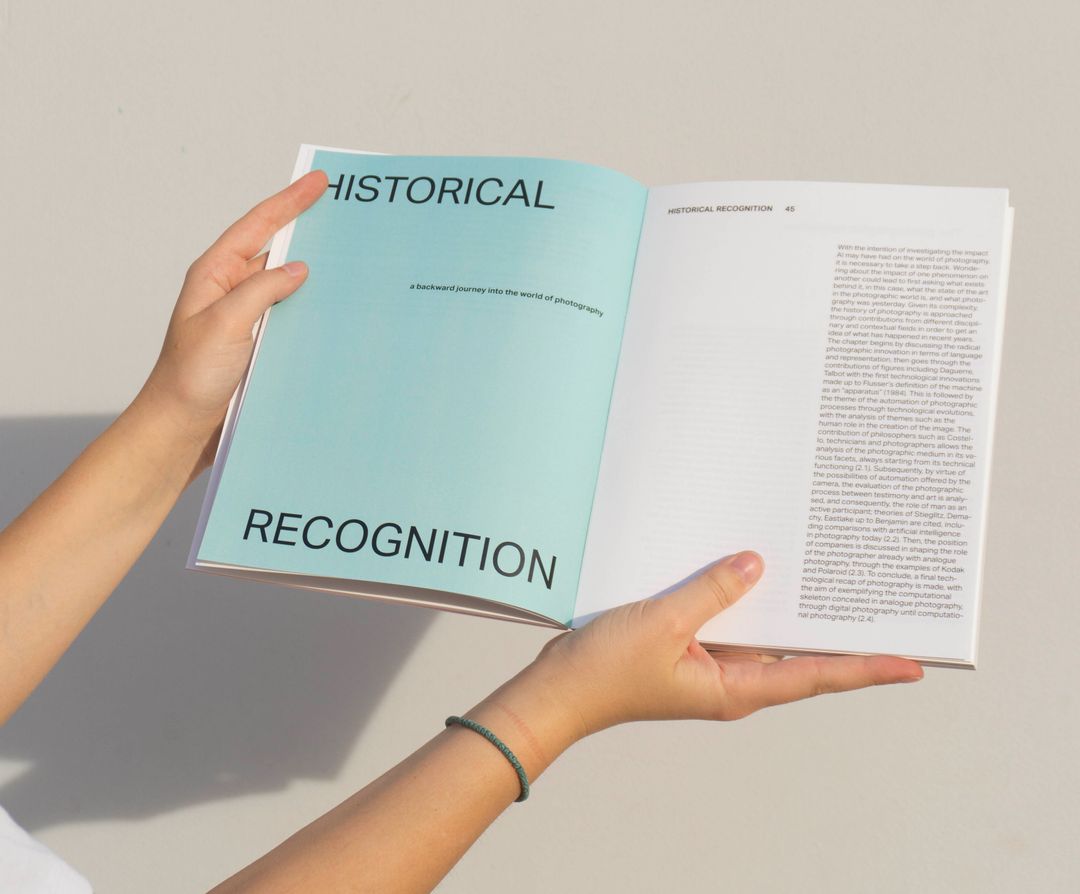 HISTORICAL
a backward journey into the world of photography
RECOGNITION
HISTORICAL RECOGNITION 45
With the intention of investigating the impact
AI may have had on the world of photography,
it is necessary to take a step back. Wonde-
ring about the impact of one phenomenon on
another could lead to first asking what exists
behind it, in this case, what the state of the art
in the photographic world is, and what photo-
graphy was yesterday. Given its complexity,
the history of photography is approached
through contributions from different discipli-
nary and contextual fields in order to get an
idea of what has happened in recent years.
The chapter begins by discussing the radical
photographic innovation in terms of language
and representation, then goes through the
contributions of figures including Daguerre,
Talbot with the first technological innovations
made up to Flusser's definition of the machine
as an "apparatus" (1984). This is followed by
the theme of the automation of photographic
processes through technological evolutions,
with the analysis of themes such as the
human role in the creation of the image. The
contribution of philosophers such as Costel-
lo, technicians and photographers allows the
analysis of the photographic medium in its va-
rious facets, always starting from its technical
functioning (2.1). Subsequently, by virtue of
the possibilities of automation offered by the
camera, the evaluation of the photographic
process between testimony and art is analy-
sed, and consequently, the role of man as an
active participant; theories of Stieglitz, Dema-
chy, Eastlake up to Benjamin are cited, inclu-
ding comparisons with artificial intelligence
in photography today (2.2). Then, the position
of companies is discussed in shaping the role
of the photographer already with analogue
photography, through the examples of Kodak
and Polaroid (2.3). To conclude, a final tech-
nological recap of photography is made, with
the aim of exemplifying the computational
skeleton concealed in analogue photography,
through digital photography until computatio-
nal photography (2.4).